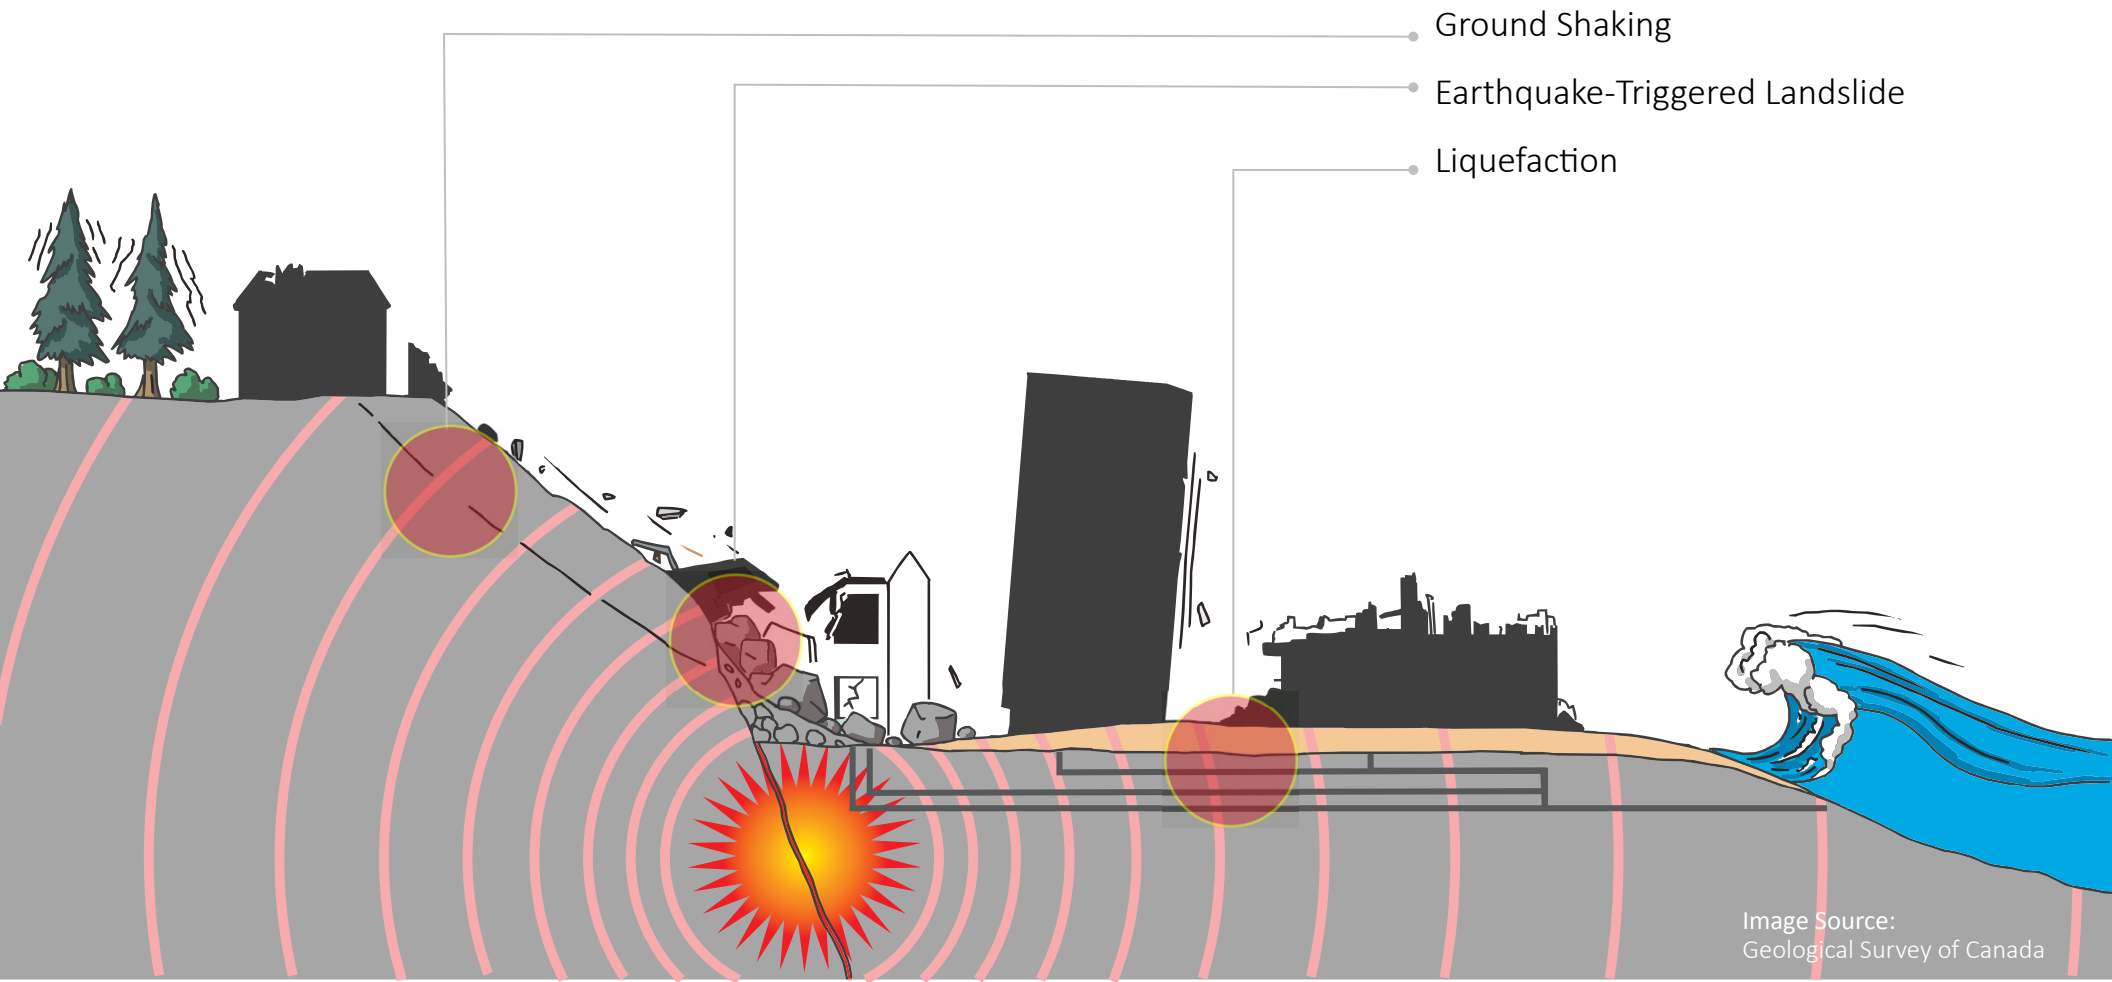 Ground Shaking
Earthquake-Triggered Landslide
Liquefaction
Image Source:
Geological Survey of Canada